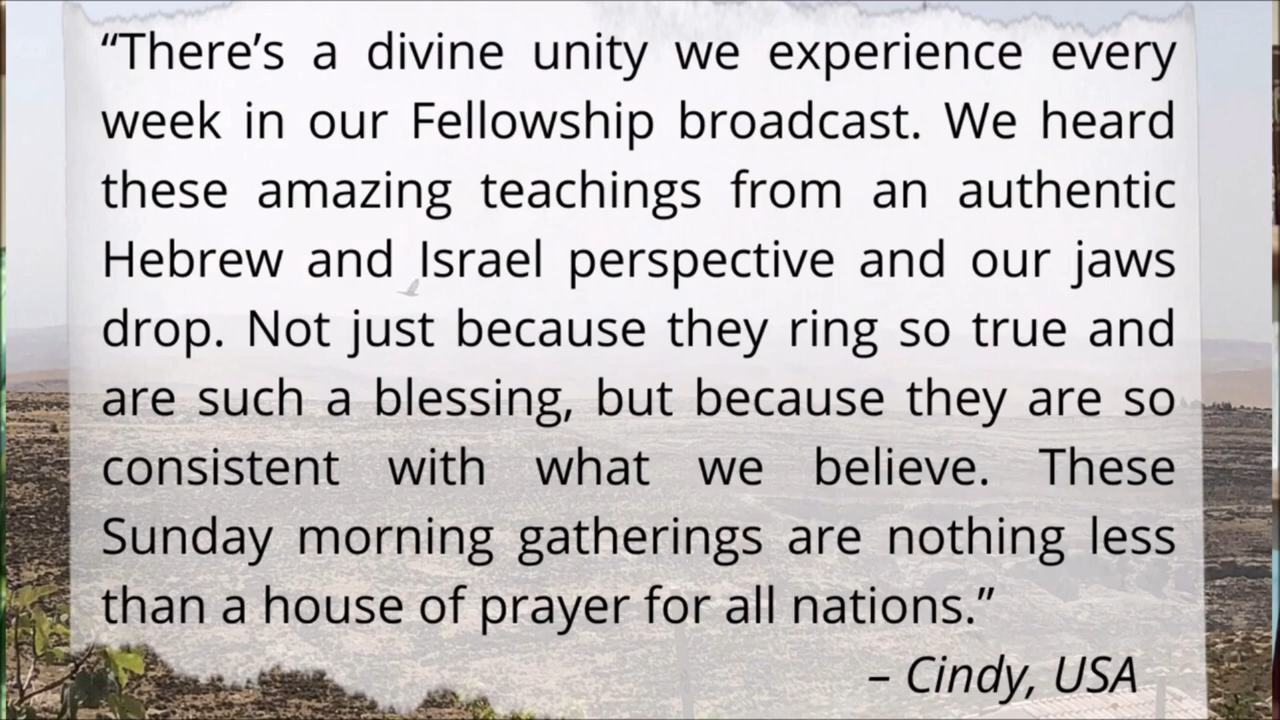 “There’s a divine unity we experience every
week in our Fellowship broadcast. We heard
these amazing teachings from an authentic
Hebrew and Israel perspective and our jaws
drop. Not just because they ring so true and
are such a blessing, but because they are so
consistent with what we believe. These
Sunday morning gatherings are nothing less
than a house of prayer for all nations.”
– Cindy, USA